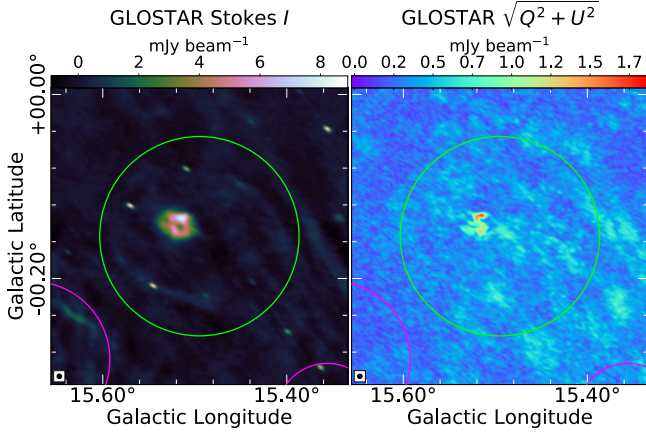 GLOSTAR Stokes I
GLOSTAR √Q² + U²
mJy beam⁻¹
mJy beam⁻¹
0 2 4 6 8
0.0 0.2 0.5 0.7 1.0 1.2 1.5 1.7
+00.00°
Galactic Latitude
-00.20°
15.60° 15.40°
15.60° 15.40°
Galactic Longitude
Galactic Longitude